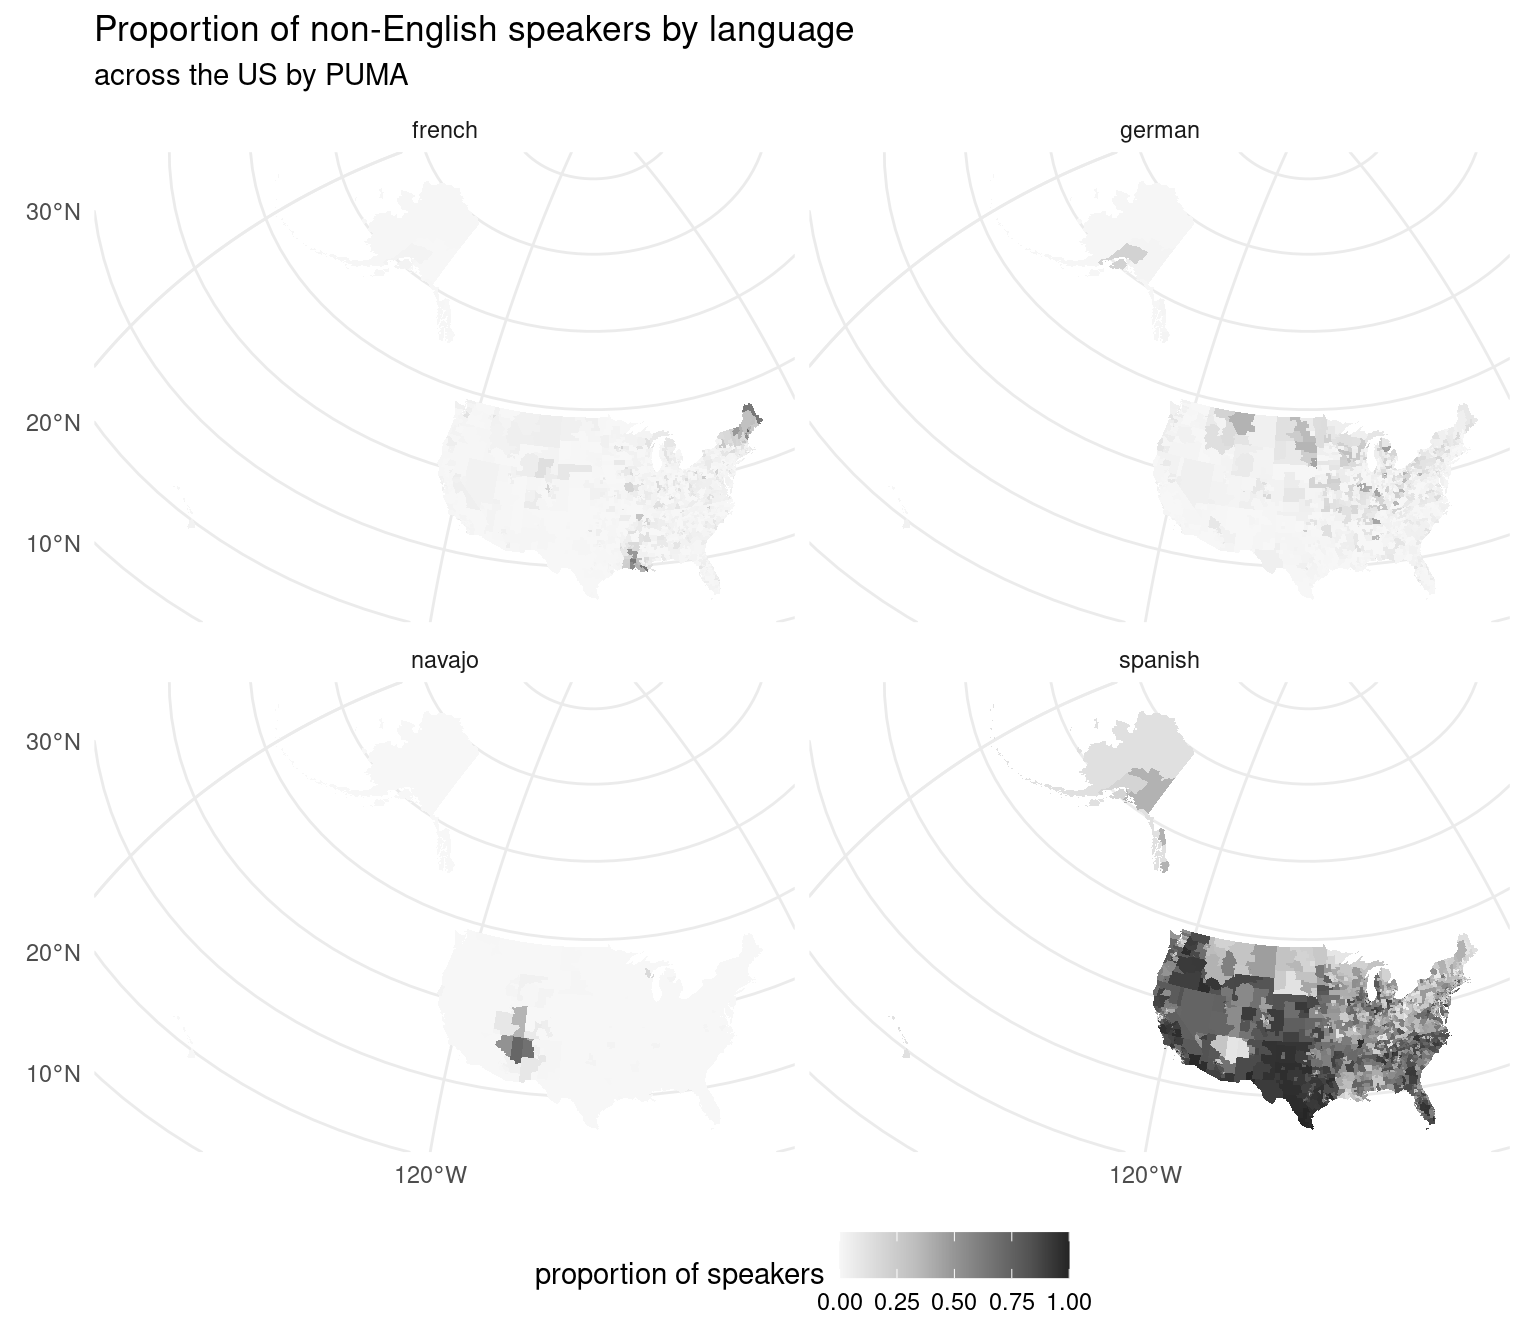 Proportion of non-English speakers by language
across the US by PUMA
french
german
30°N
20°N
10°N
navajo
spanish
30°N
20°N
10°N
120°W
120°W
proportion of speakers
0.00 0.25 0.50 0.75 1.00